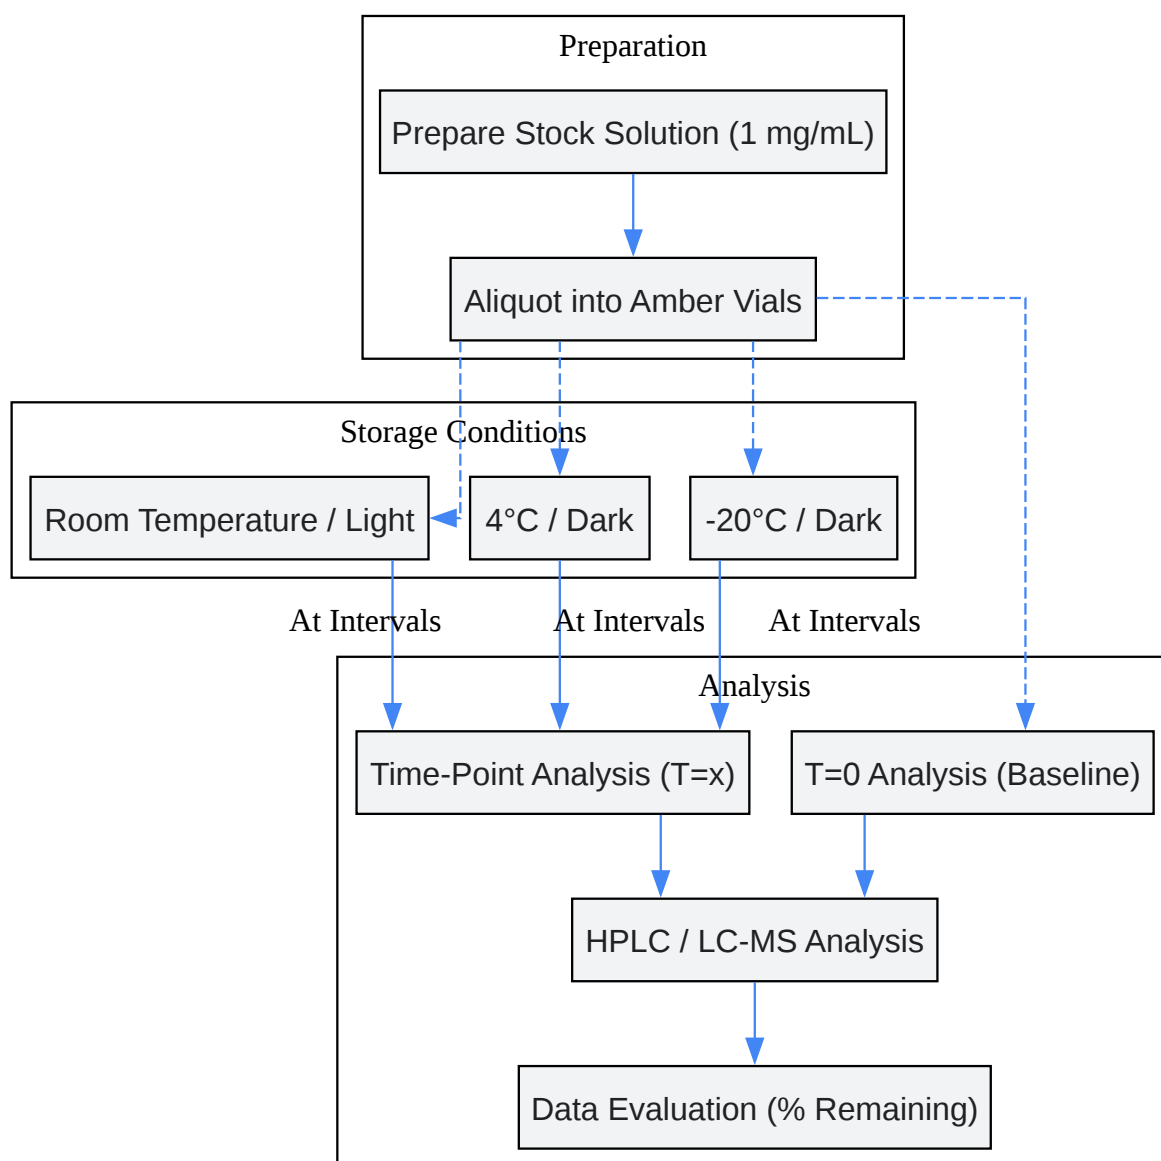 Preparation
Prepare Stock Solution (1 mg/mL)
Aliquot into Amber Vials
Storage Conditions
Room Temperature / Light
4°C / Dark
-20°C / Dark
At Intervals
At Intervals
At Intervals
Analysis
Time-Point Analysis (T=x)
T=0 Analysis (Baseline)
HPLC / LC-MS Analysis
Data Evaluation (% Remaining)